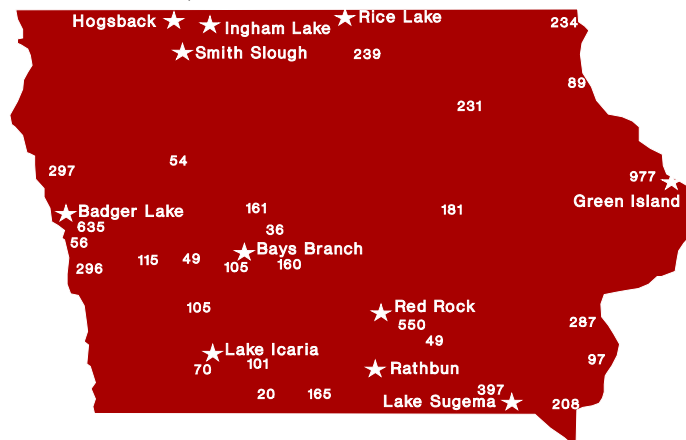 Hogsback
Ingham Lake
Rice Lake
234
Smith Slough
239
89
231
54
297
977
Green Island
Badger Lake
161
181
635
36
56
Bays Branch
115
49
105
160
296
105
Red Rock
550
287
49
Lake Icaria
101
70
97
Rathbun
20
165
397
Lake Sugema
208